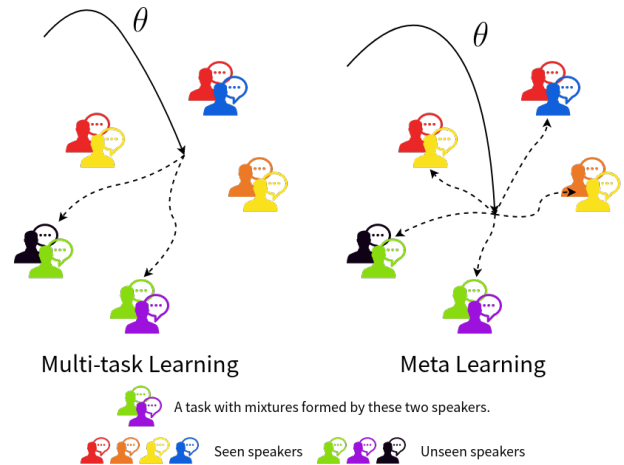 θ
θ
Multi-task Learning
Meta Learning
A task with mixtures formed by these two speakers.
Seen speakers
Unseen speakers